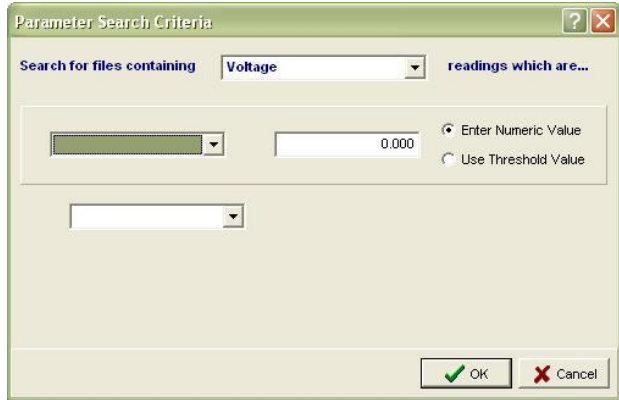 Parameter Search Criteria
Search for files containing Voltage readings which are...
0.000 Enter Numeric Value
Use Threshold Value
OK Cancel